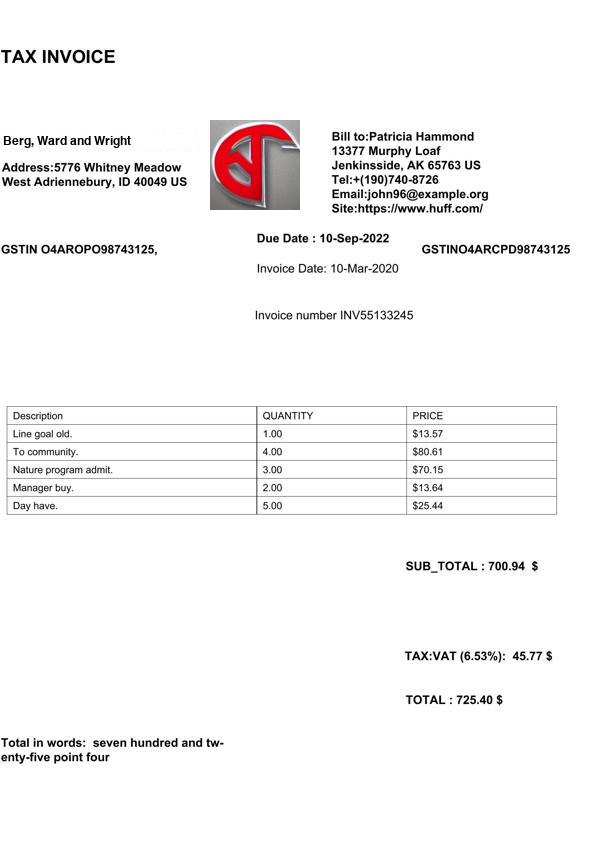 TAX INVOICE
Berg, Ward and Wright
Address:5776 Whitney Meadow
West Adriennebury, ID 40049 US
Bill to:Patricia Hammond
13377 Murphy Loaf
Jenkinsside, AK 65763 US
Tel:+(190)740-8726
Email:john96@example.org
Site:https://www.huff.com/
GSTIN O4AROPO98743125,
Due Date : 10-Sep-2022
GSTINO4ARCPD98743125
Invoice Date: 10-Mar-2020
Invoice number INV55133245
Description QUANTITY PRICE
Line goal old. 1.00 $13.57
To community. 4.00 $80.61
Nature program admit. 3.00 $70.15
Manager buy. 2.00 $13.64
Day have. 5.00 $25.44
SUB_TOTAL : 700.94 $
TAX:VAT (6.53%): 45.77 $
TOTAL : 725.40 $
Total in words: seven hundred and tw-
enty-five point four